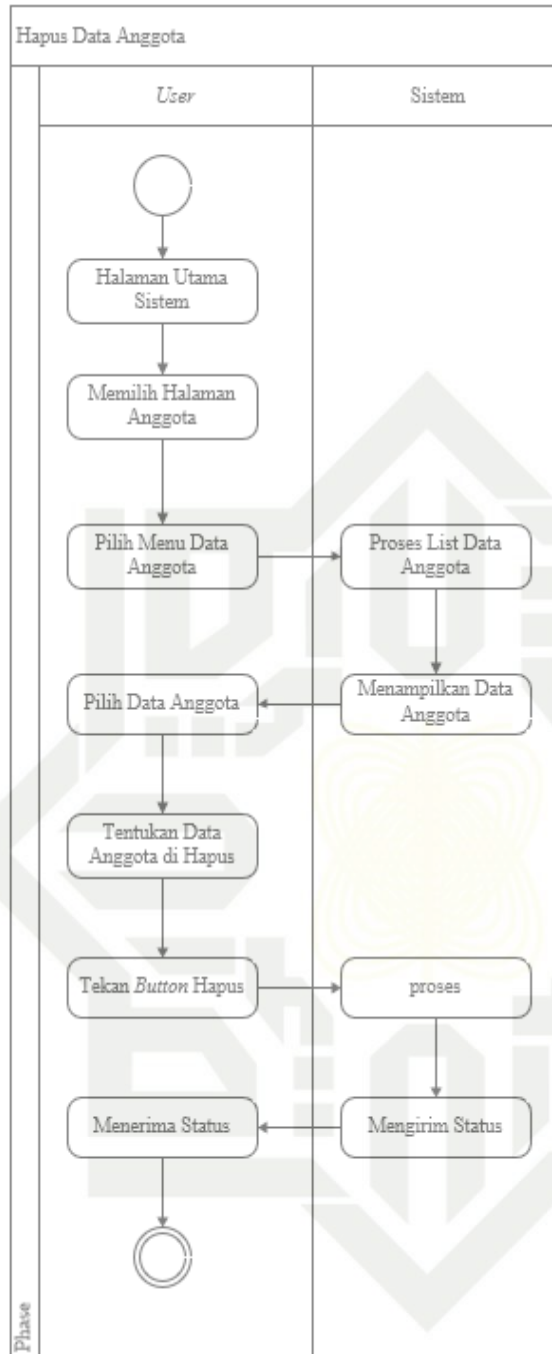 Hapus Data Anggota
User
Sistem
Halaman Utama
Sistem
Memilih Halaman
Anggota
Pilih Menu Data
Anggota
Proses List Data
Anggota
Pilih Data Anggota
Menampilkan Data
Anggota
Tentukan Data
Anggota di Hapus
Tekan Button Hapus
proses
Menerima Status
Mengirim Status
Phase